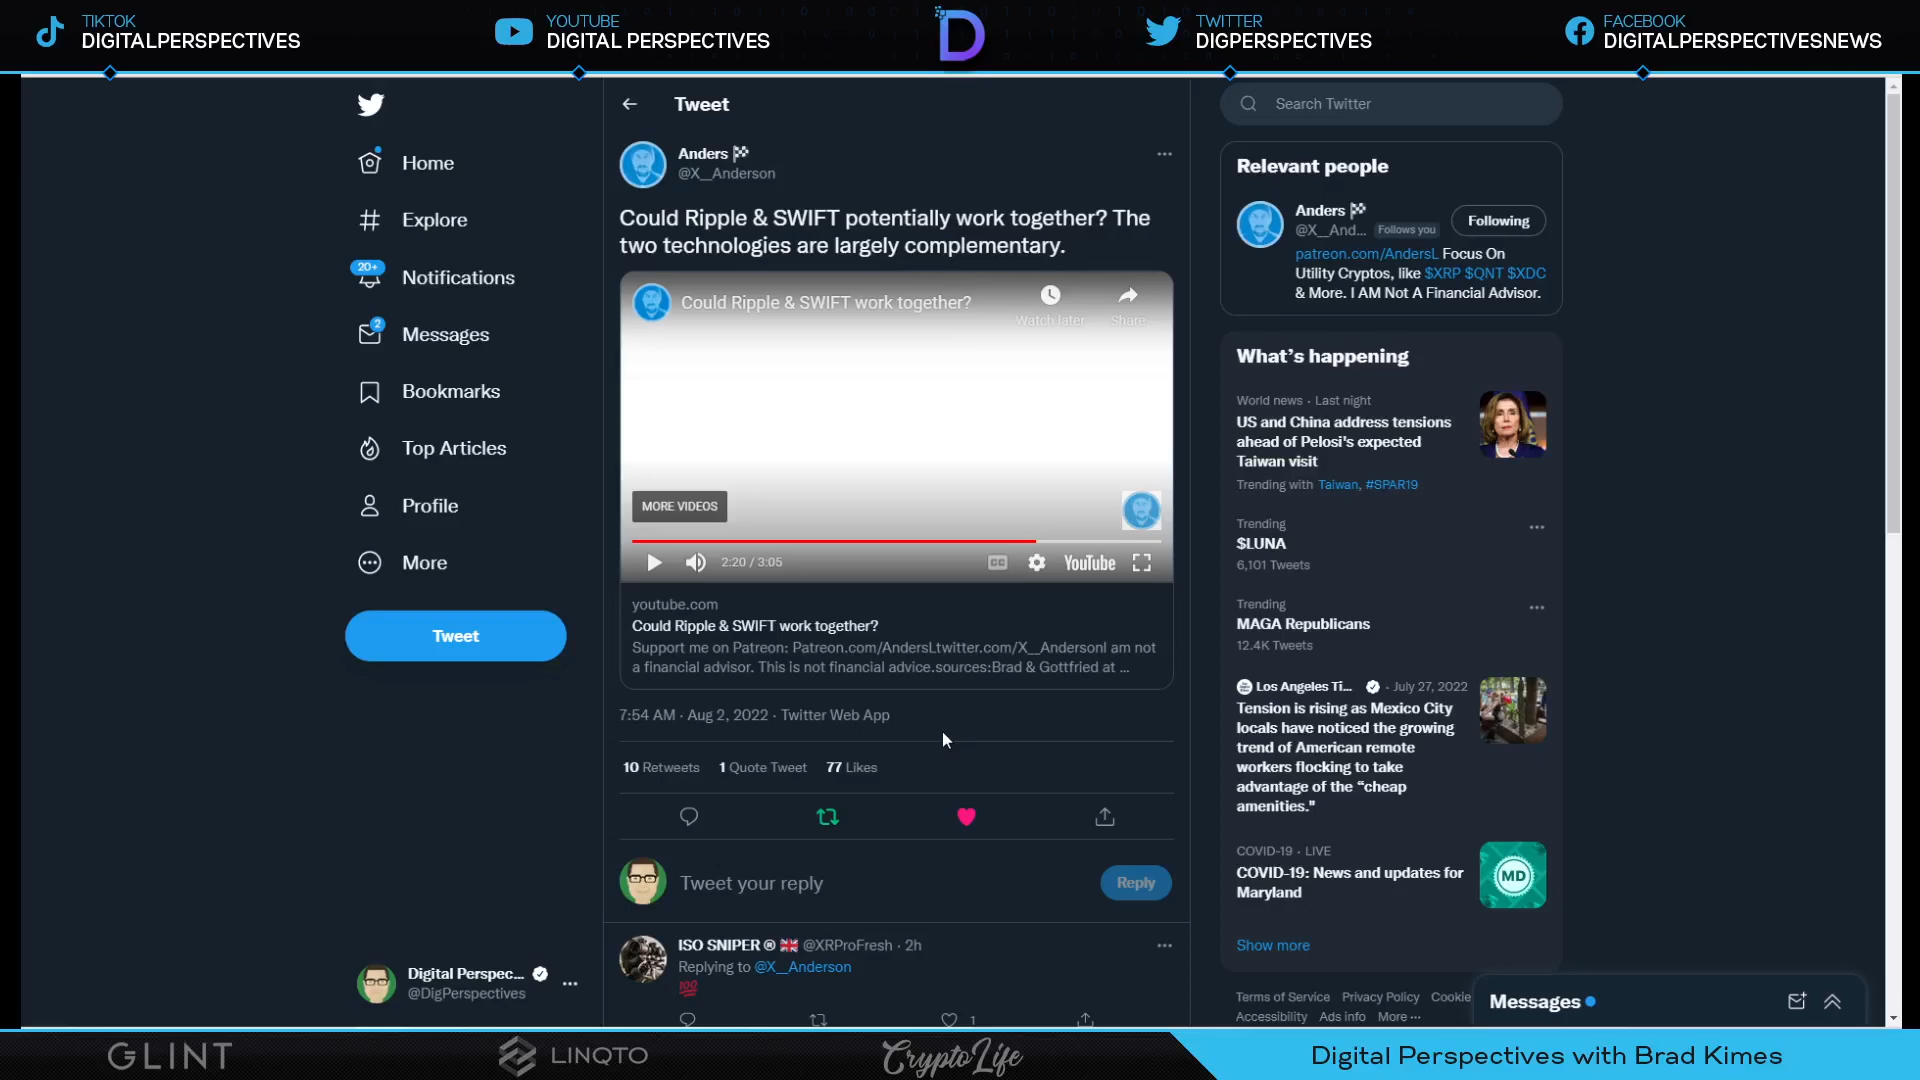 TIKTOK
DIGITALPERSPECTIVES
YOUTUBE
DIGITAL PERSPECTIVES
D
TWITTER
DIGPERSPECTIVES
FACEBOOK
DIGITALPERSPECTIVESNEWS
Home
Explore
20+
Notifications
2
Messages
Bookmarks
Top Articles
Profile
More
Tweet
Digital Perspec...
@DigPerspectives
Tweet
Anders
@X__Anderson
Could Ripple & SWIFT potentially work together? The
two technologies are largely complementary.
Could Ripple & SWIFT work together?
Watch later
Share
MORE VIDEOS
2:20 / 3:05
CC
YouTube
youtube.com
Could Ripple & SWIFT work together?
Support me on Patreon: Patreon.com/AndersLtwitter.com/X__AndersonI am not
a financial advisor. This is not financial advice.sources:Brad & Gottfried at ...
7:54 AM · Aug 2, 2022 · Twitter Web App
10 Retweets 1 Quote Tweet 77 Likes
Tweet your reply
Reply
ISO SNIPER ® 🇬🇧 @XRProFresh · 2h
Replying to @X__Anderson
💯
1
Search Twitter
Relevant people
Anders
@X__And... Follows you
Following
patreon.com/AndersL Focus On
Utility Cryptos, like $XRP $QNT $XDC
& More. I AM Not A Financial Advisor.
What's happening
World news · Last night
US and China address tensions
ahead of Pelosi's expected
Taiwan visit
Trending with Taiwan, #SPAR19
Trending
$LUNA
6,101 Tweets
Trending
MAGA Republicans
12.4K Tweets
Los Angeles Ti... · July 27, 2022
Tension is rising as Mexico City
locals have noticed the growing
trend of American remote
workers flocking to take
advantage of the “cheap
amenities."
COVID-19 · LIVE
COVID-19: News and updates for
Maryland
MD
Show more
Terms of Service Privacy Policy Cookie
Accessibility Ads info More ...
Messages
GLINT
LINQTO
CryptoLife
Digital Perspectives with Brad Kimes